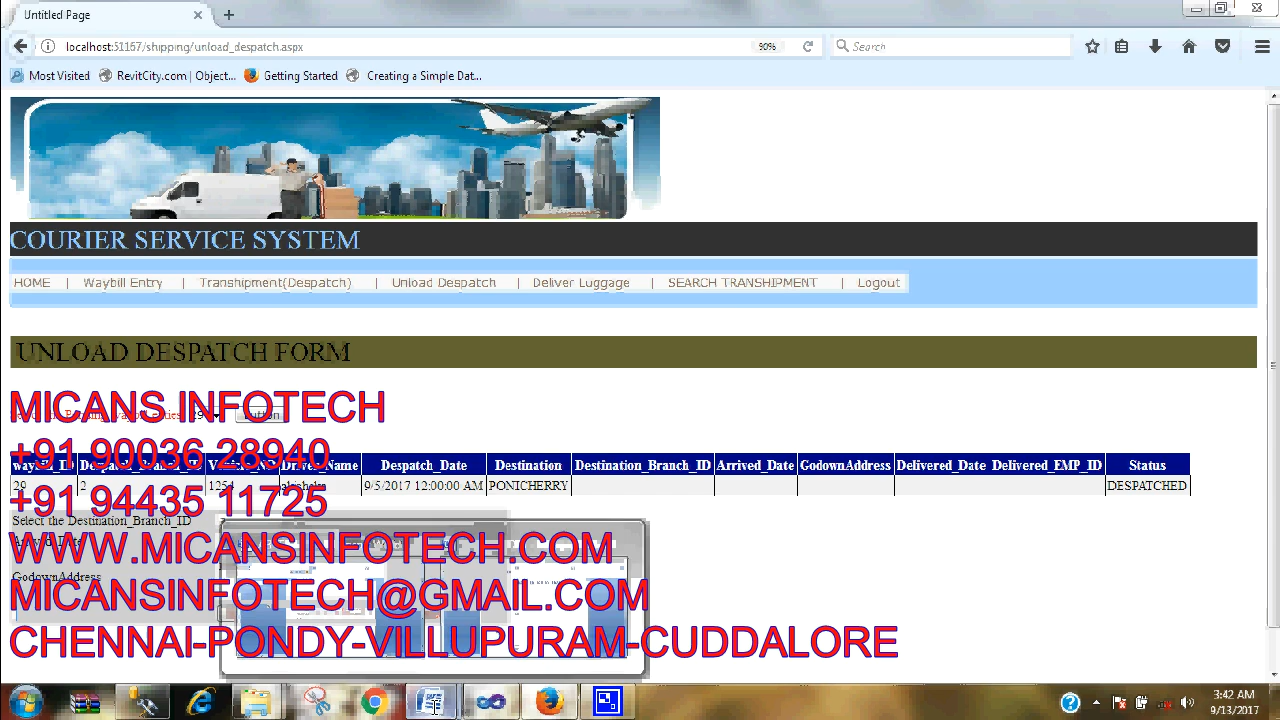 Untitled Page
localhost:51157/shipping/unload_despatch.aspx
90%
Search
Most Visited
RevitCity.com | Object...
Getting Started
Creating a Simple Dat...
COURIER SERVICE SYSTEM
HOME | Waybill Entry | Transhipment(Despatch) | Unload Despatch | Deliver Luggage | SEARCH TRANSHIPMENT | Logout
UNLOAD DESPATCH FORM
MICANS INFOTECH
29
+91 90036 28940
Despatch_Date Destination Destination_Branch_ID Arrived_Date GodownAddress Delivered_Date Delivered_EMP_ID Status
29 2 1254 9/5/2017 12:00:00 AM PONICHERRY DESPATCHED
+91 94435 11725
Select the Destination_Branch_ID
WWW.MICANSINFOTECH.COM
GodownAddress
MICANSINFOTECH@GMAIL.COM
CHENNAI-PONDY-VILLUPURAM-CUDDALORE
3:42 AM
9/13/2017